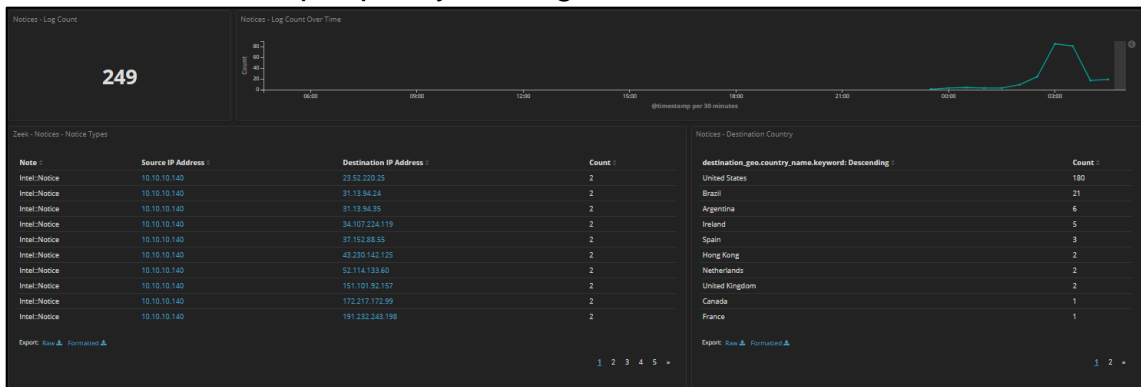 Notices - Log Count
249
Notices - Log Count Over Time
Count
80
60
40
20
0
06:00 09:00 12:00 15:00 18:00 21:00 00:00 03:00
@timestamp per 30 minutes
Zeek - Notices - Notice Types
Note Source IP Address Destination IP Address Count
Intel::Notice 10.10.10.140 23.52.220.25 2
Intel::Notice 10.10.10.140 31.13.94.24 2
Intel::Notice 10.10.10.140 31.13.94.35 2
Intel::Notice 10.10.10.140 34.107.224.119 2
Intel::Notice 10.10.10.140 37.152.88.55 2
Intel::Notice 10.10.10.140 43.230.142.125 2
Intel::Notice 10.10.10.140 52.114.133.60 2
Intel::Notice 10.10.10.140 151.101.92.157 2
Intel::Notice 10.10.10.140 172.217.172.99 2
Intel::Notice 10.10.10.140 191.232.243.198 2
Export: Raw Formatted
1 2 3 4 5 »
Notices - Destination Country
destination_geo.country_name.keyword: Descending Count
United States 180
Brazil 21
Argentina 6
Ireland 5
Spain 3
Hong Kong 2
Netherlands 2
United Kingdom 2
Canada 1
France 1
Export: Raw Formatted
1 2 »